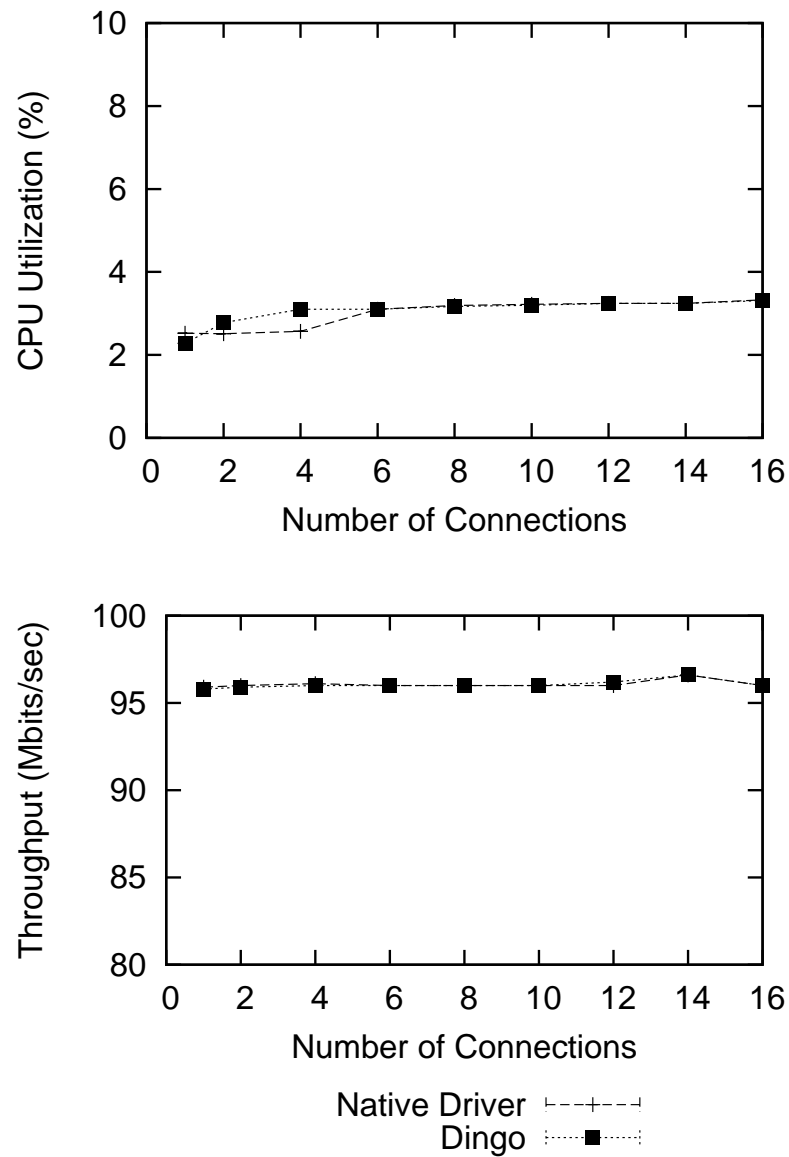 10
8
6
4
2
0
CPU Utilization (%)
0 2 4 6 8 10 12 14 16
Number of Connections
100
95
90
85
80
Throughput (Mbits/sec)
0 2 4 6 8 10 12 14 16
Number of Connections
Native Driver
Dingo